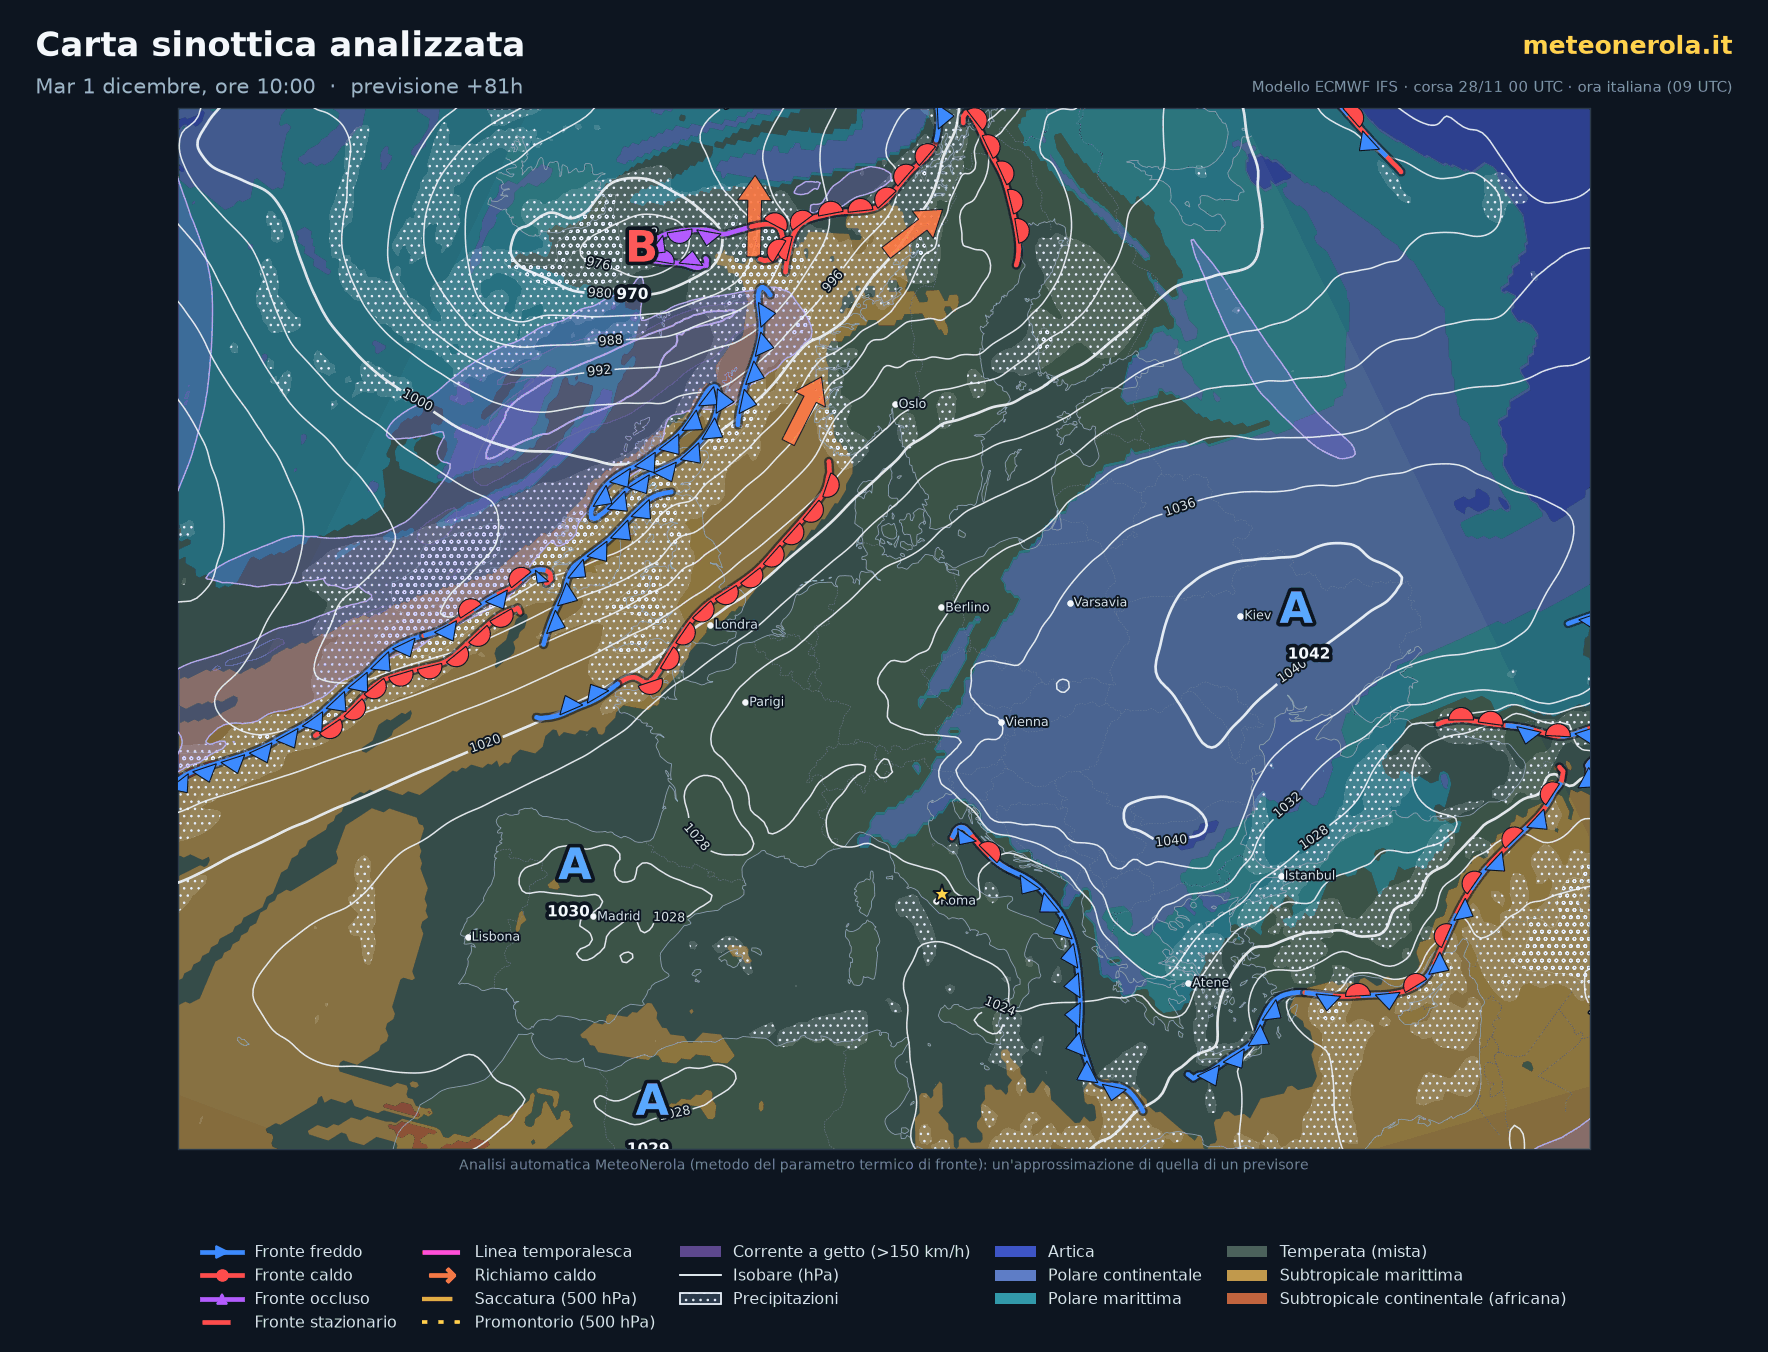 Carta sinottica analizzata
meteonerola.it
Mar 1 dicembre, ore 10:00 · previsione +81h
Modello ECMWF IFS · corsa 28/11 00 UTC · ora italiana (09 UTC)
B
976
980
970
996
988
992
1000
Oslo
1036
Berlino
Varsavia
Kiev
A
1042
1040
Londra
Parigi
Vienna
1020
1032
1028
1028
1040
A
1030
Madrid
1028
Istanbul
Roma
Lisbona
Atene
1024
A
1028
1029
Analisi automatica MeteoNerola (metodo del parametro termico di fronte): un'approssimazione di quella di un previsore
Fronte freddo
Linea temporalesca
Corrente a getto (>150 km/h)
Artica
Temperata (mista)
Fronte caldo
Richiamo caldo
Isobare (hPa)
Polare continentale
Subtropicale marittima
Fronte occluso
Saccatura (500 hPa)
Precipitazioni
Polare marittima
Subtropicale continentale (africana)
Fronte stazionario
Promontorio (500 hPa)